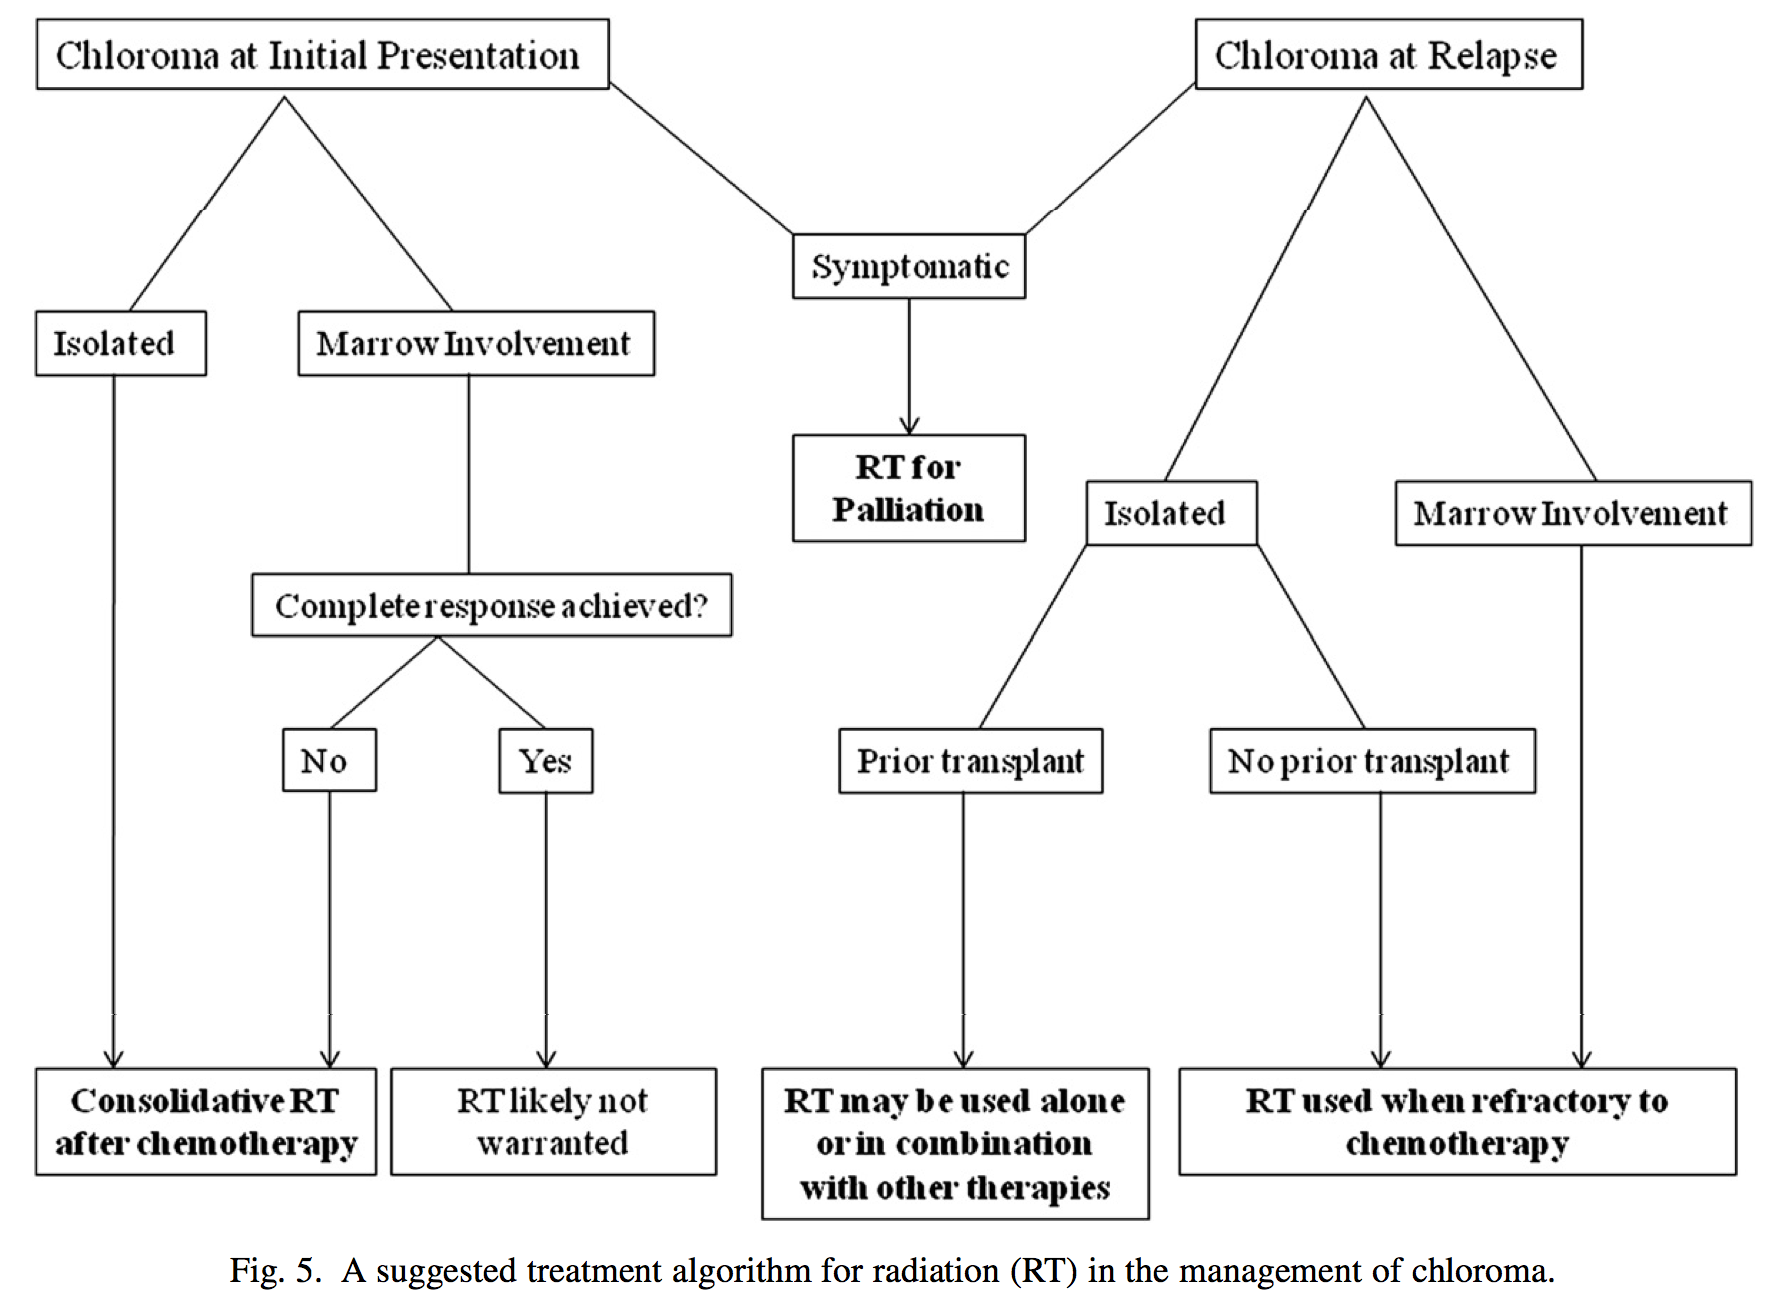 Chloroma at Initial Presentation
Chloroma at Relapse
Symptomatic
Isolated
Marrow Involvement
RT for
Palliation
Isolated
Marrow Involvement
Complete response achieved?
No
Yes
Prior transplant
No prior transplant
Consolidative RT
after chemotherapy
RT likely not
warranted
RT may be used alone
or in combination
with other therapies
RT used when refractory to
chemotherapy
Fig. 5. A suggested treatment algorithm for radiation (RT) in the management of chloroma.